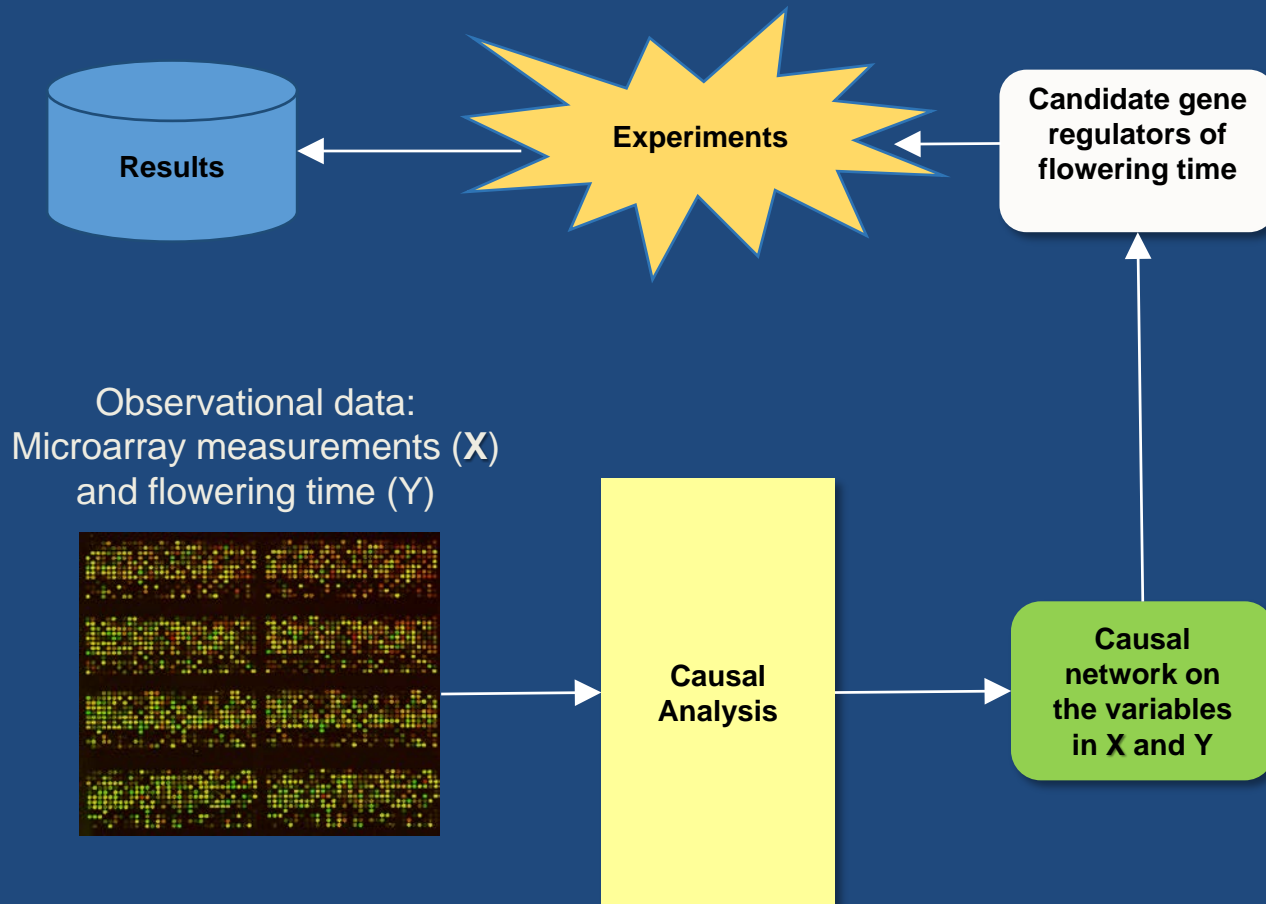 Results
Experiments
Candidate gene
regulators of
flowering time
Observational data:
Microarray measurements (X)
and flowering time (Y)
Causal
Analysis
Causal
network on
the variables
in X and Y